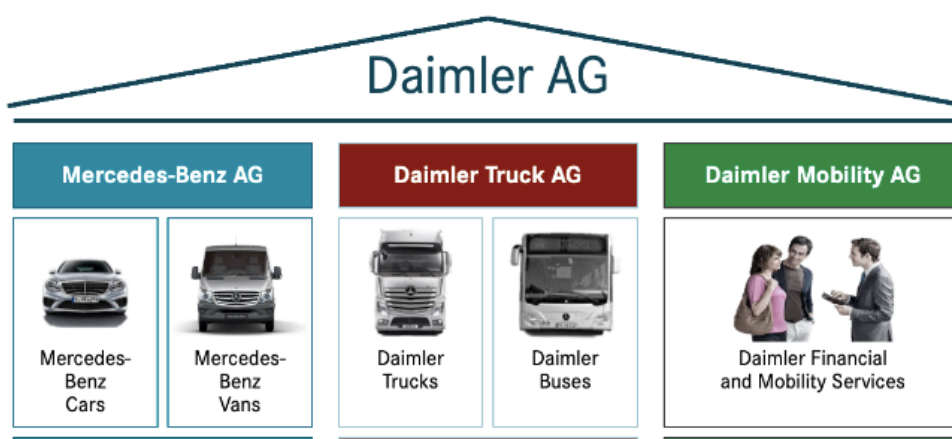 Daimler AG
Mercedes-Benz AG
Daimler Truck AG
Daimler Mobility AG
Mercedes-
Benz
Cars
Mercedes-
Benz
Vans
Daimler
Trucks
Daimler
Buses
Daimler Financial
and Mobility Services